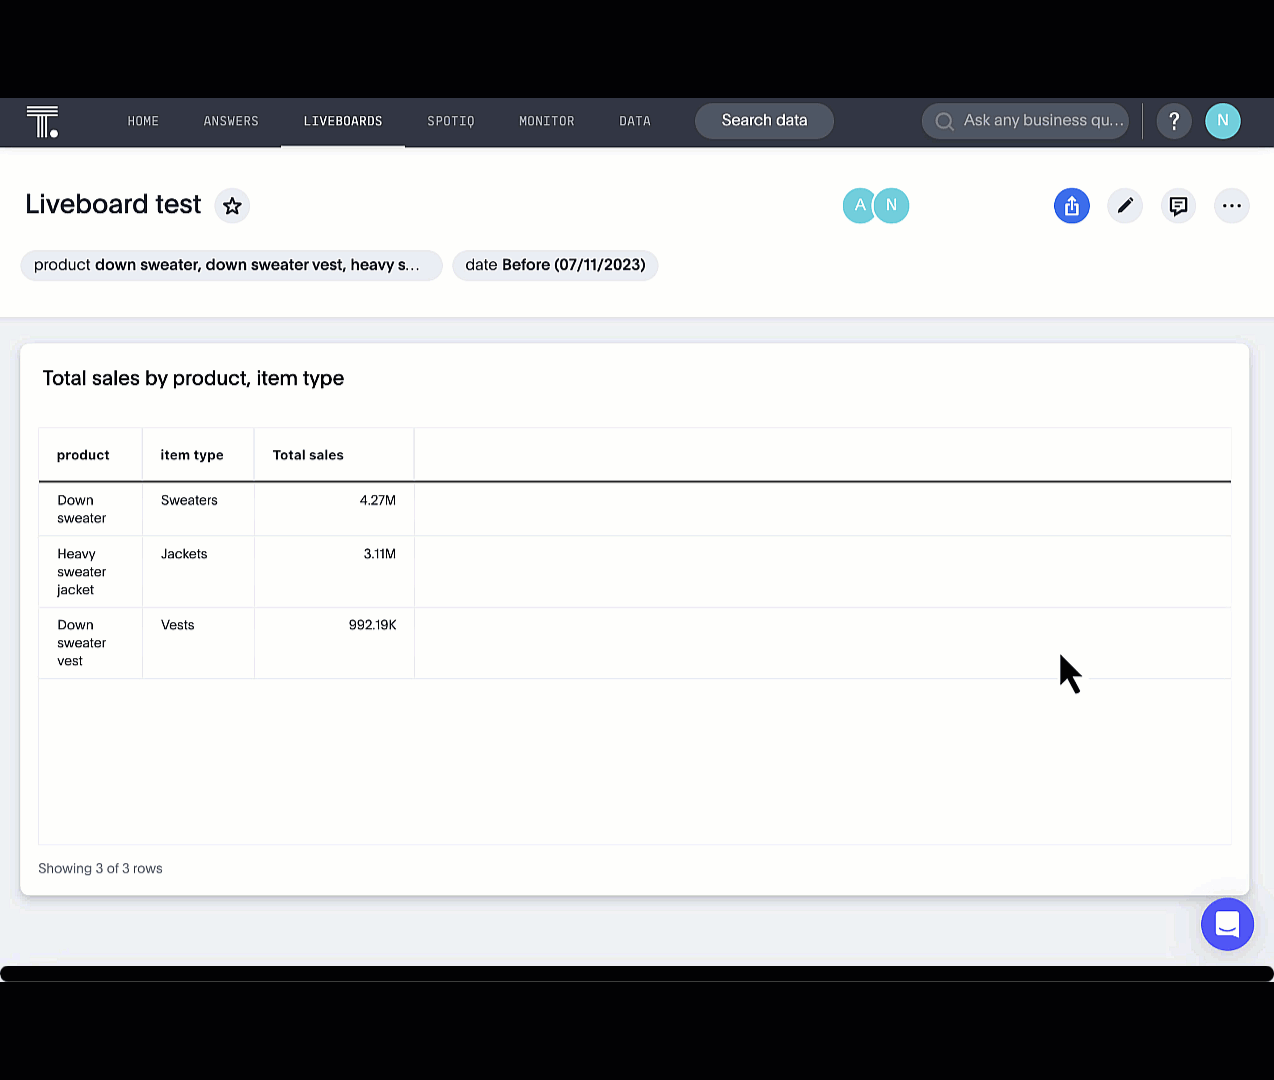 T.
HOME ANSWERS LIVEBOARDS SPOTIQ MONITOR DATA Search data Ask any business qu... ? N
Liveboard test A N
product down sweater, down sweater vest, heavy s... date Before (07/11/2023)
Total sales by product, item type
product item type Total sales
Down Sweaters 4.27M
sweater
Heavy Jackets 3.11M
sweater
jacket
Down Vests 992.19K
sweater
vest
Showing 3 of 3 rows